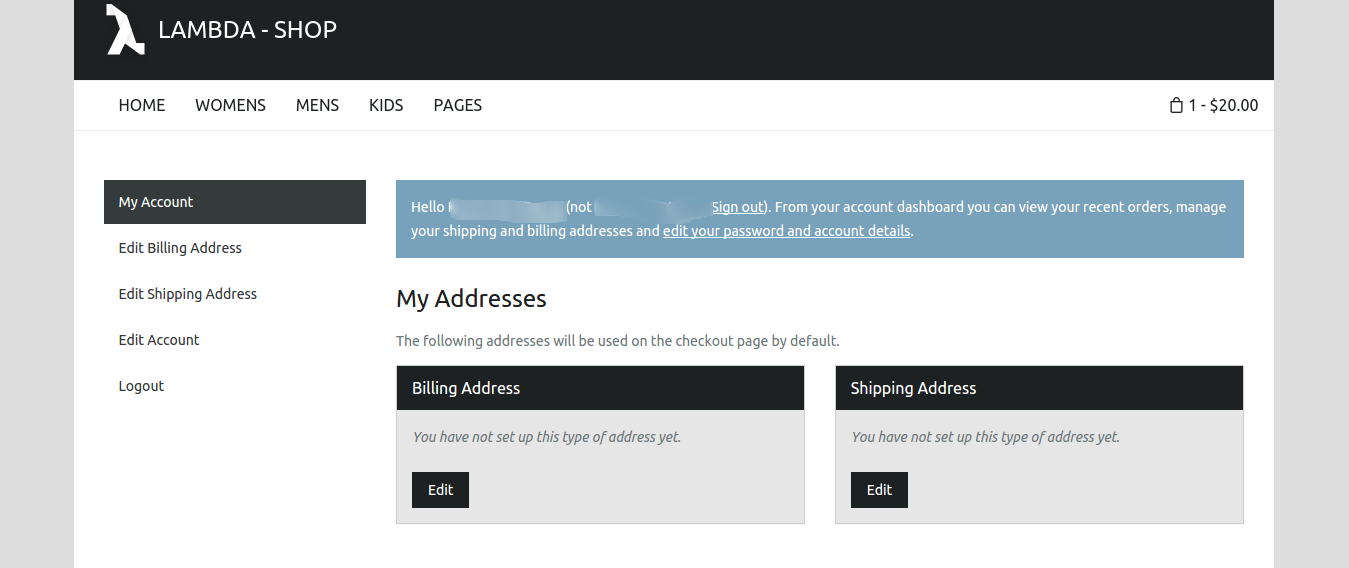 LAMBDA - SHOP
HOME WOMENS MENS KIDS PAGES 1 - $20.00
My Account
Edit Billing Address
Edit Shipping Address
Edit Account
Logout
Hello (not Sign out). From your account dashboard you can view your recent orders, manage
your shipping and billing addresses and edit your password and account details.
My Addresses
The following addresses will be used on the checkout page by default.
Billing Address
You have not set up this type of address yet.
Edit
Shipping Address
You have not set up this type of address yet.
Edit